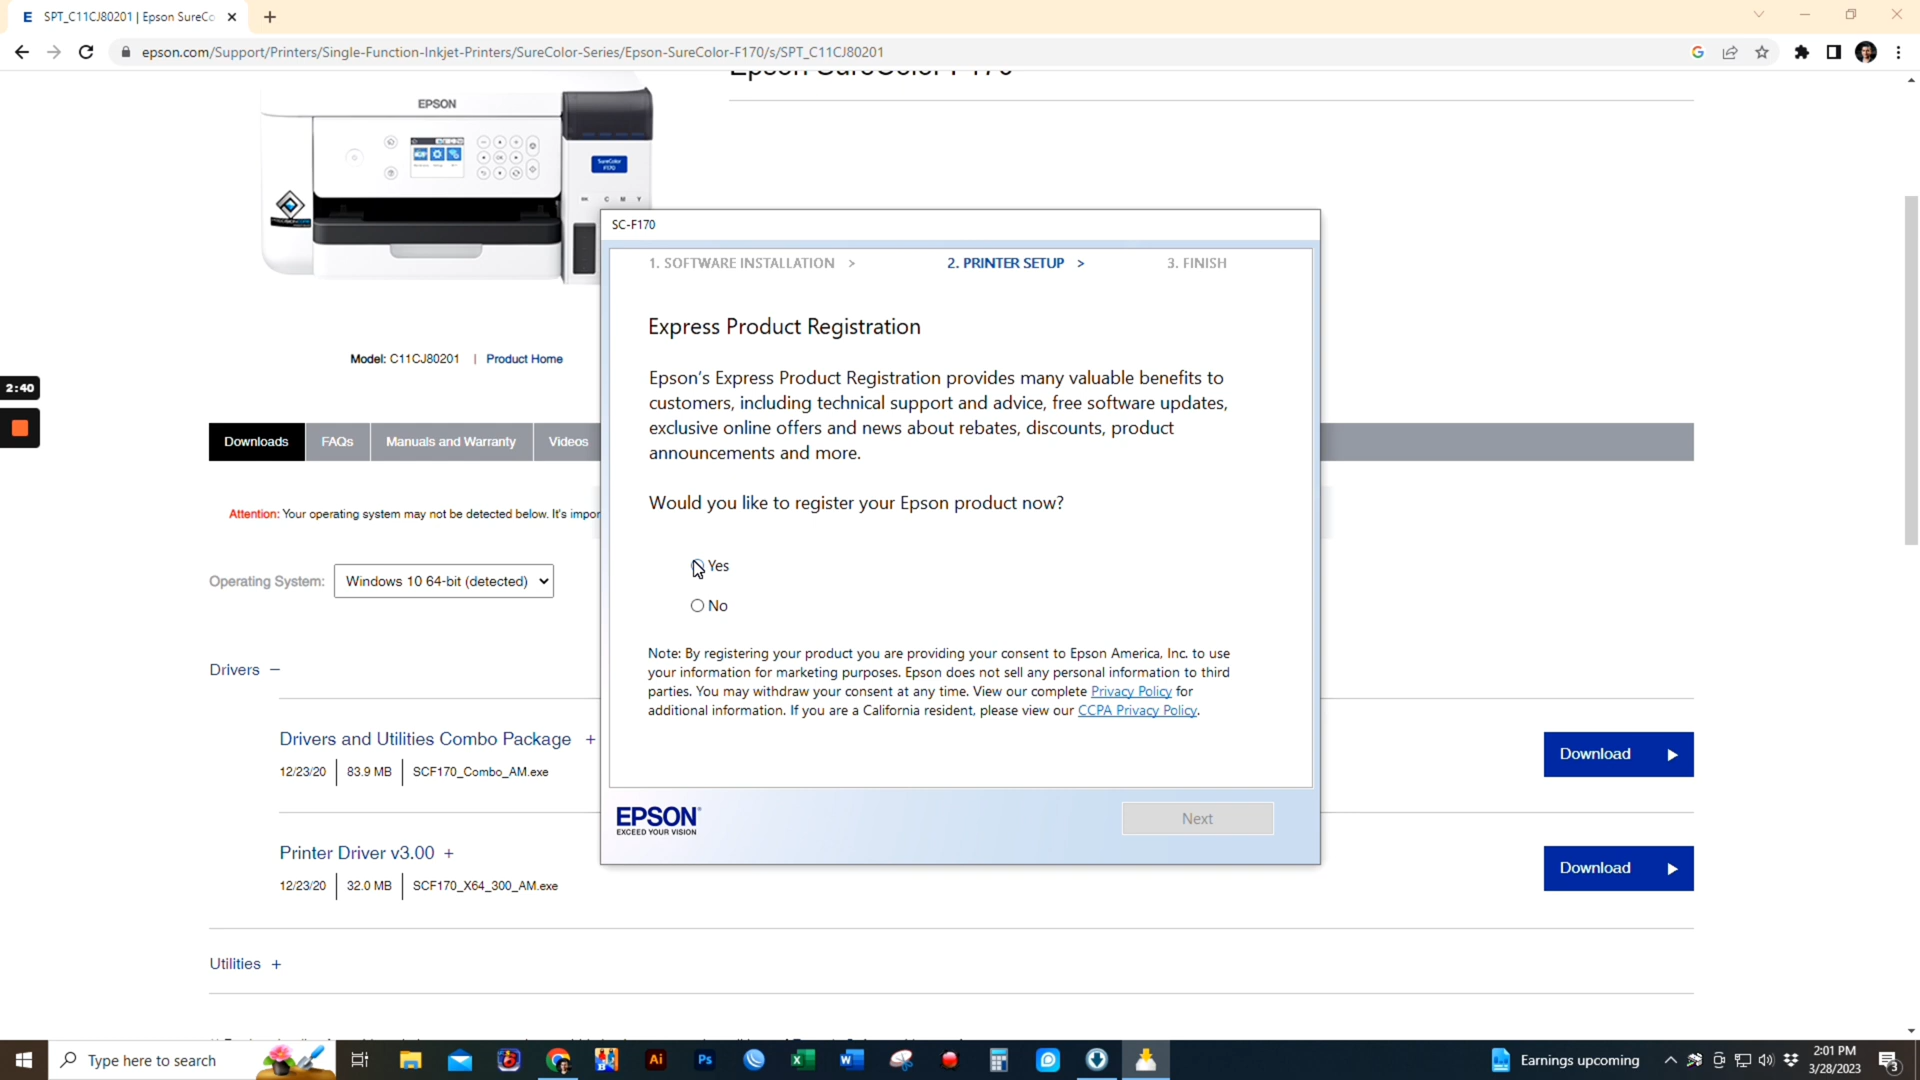 SPT_C11CJ80201 | Epson SureCo
epson.com/Support/Printers/Single-Function-Inkjet-Printers/SureColor-Series/Epson-SureColor-F170/s/SPT_C11CJ80201
Epson SureColor F170
EPSON
SureColor F170
BK C M Y
Model: C11CJ80201 | Product Home
2:40
Downloads FAQs Manuals and Warranty Videos
Attention: Your operating system may not be detected below. It's impor
Operating System: Windows 10 64-bit (detected)
Drivers −
Drivers and Utilities Combo Package +
12/23/20 83.9 MB SCF170_Combo_AM.exe
Download
Printer Driver v3.00 +
12/23/20 32.0 MB SCF170_X64_300_AM.exe
Download
Utilities +
SC-F170
1. SOFTWARE INSTALLATION > 2. PRINTER SETUP > 3. FINISH
Express Product Registration
Epson's Express Product Registration provides many valuable benefits to
customers, including technical support and advice, free software updates,
exclusive online offers and news about rebates, discounts, product
announcements and more.
Would you like to register your Epson product now?
Yes
No
Note: By registering your product you are providing your consent to Epson America, Inc. to use
your information for marketing purposes. Epson does not sell any personal information to third
parties. You may withdraw your consent at any time. View our complete Privacy Policy for
additional information. If you are a California resident, please view our CCPA Privacy Policy.
EPSON
EXCEED YOUR VISION
Next
Type here to search
Ai
Ps
Earnings upcoming
2:01 PM
3/28/2023
3